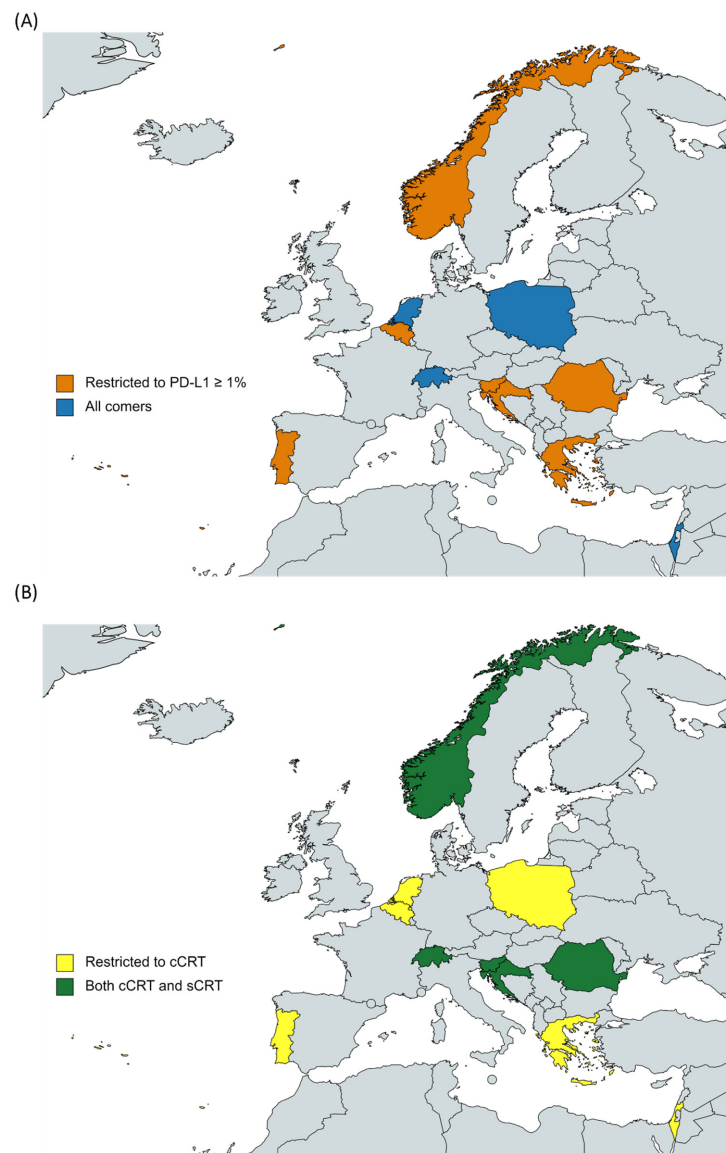 (A)
Restricted to PD-L1 ≥ 1%
All comers
(B)
Restricted to cCRT
Both cCRT and sCRT